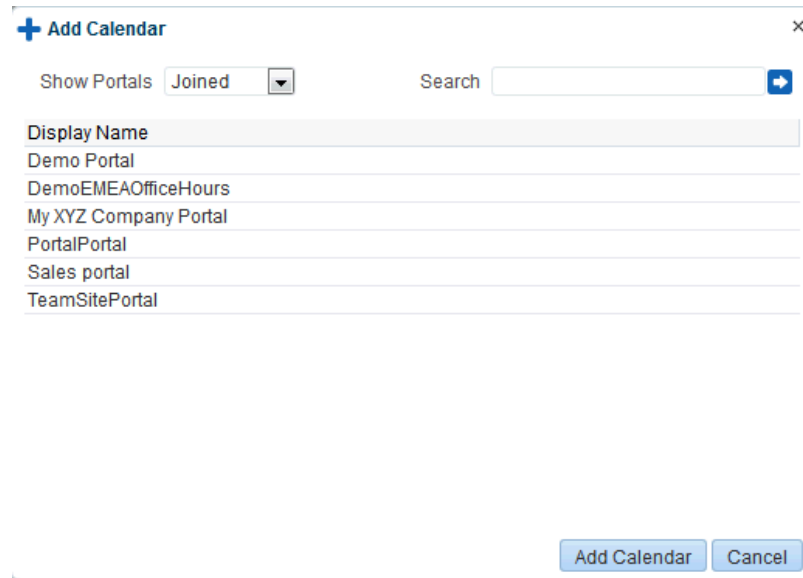 Add Calendar
Show Portals Joined Search
Display Name
Demo Portal
DemoEMEAOfficeHours
My XYZ Company Portal
PortalPortal
Sales portal
TeamSitePortal
Add Calendar Cancel